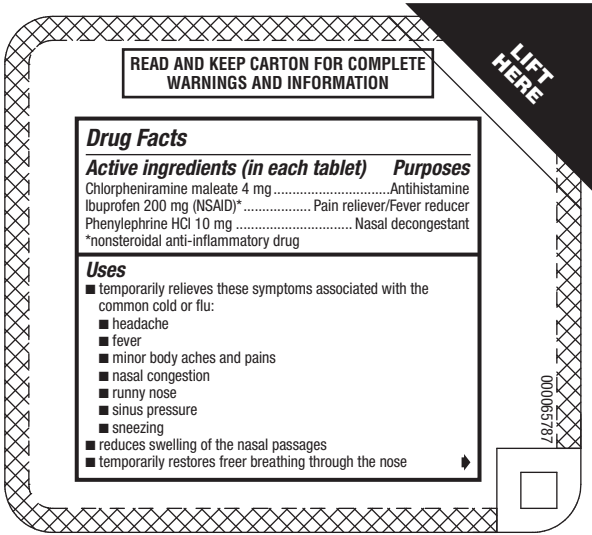 READ AND KEEP CARTON FOR COMPLETE
WARNINGS AND INFORMATION
LIFT
HERE
Drug Facts
Active ingredients (in each tablet) Purposes
Chlorpheniramine maleate 4 mg..............................Antihistamine
Ibuprofen 200 mg (NSAID)*.................. Pain reliever/Fever reducer
Phenylephrine HCl 10 mg ............................... Nasal decongestant
*nonsteroidal anti-inflammatory drug
Uses
■ temporarily relieves these symptoms associated with the
common cold or flu:
■ headache
■ fever
■ minor body aches and pains
■ nasal congestion
■ runny nose
■ sinus pressure
■ sneezing
■ reduces swelling of the nasal passages
■ temporarily restores freer breathing through the nose
000065787